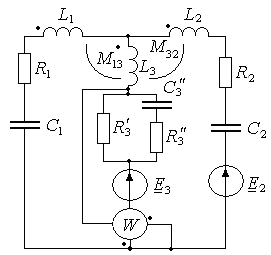 L₁ L₂
M₁₃ M₃₂
L₃
R₁ R₂
C₃″
C₁ R₃′ R₃″ C₂
E₃ E₂
W